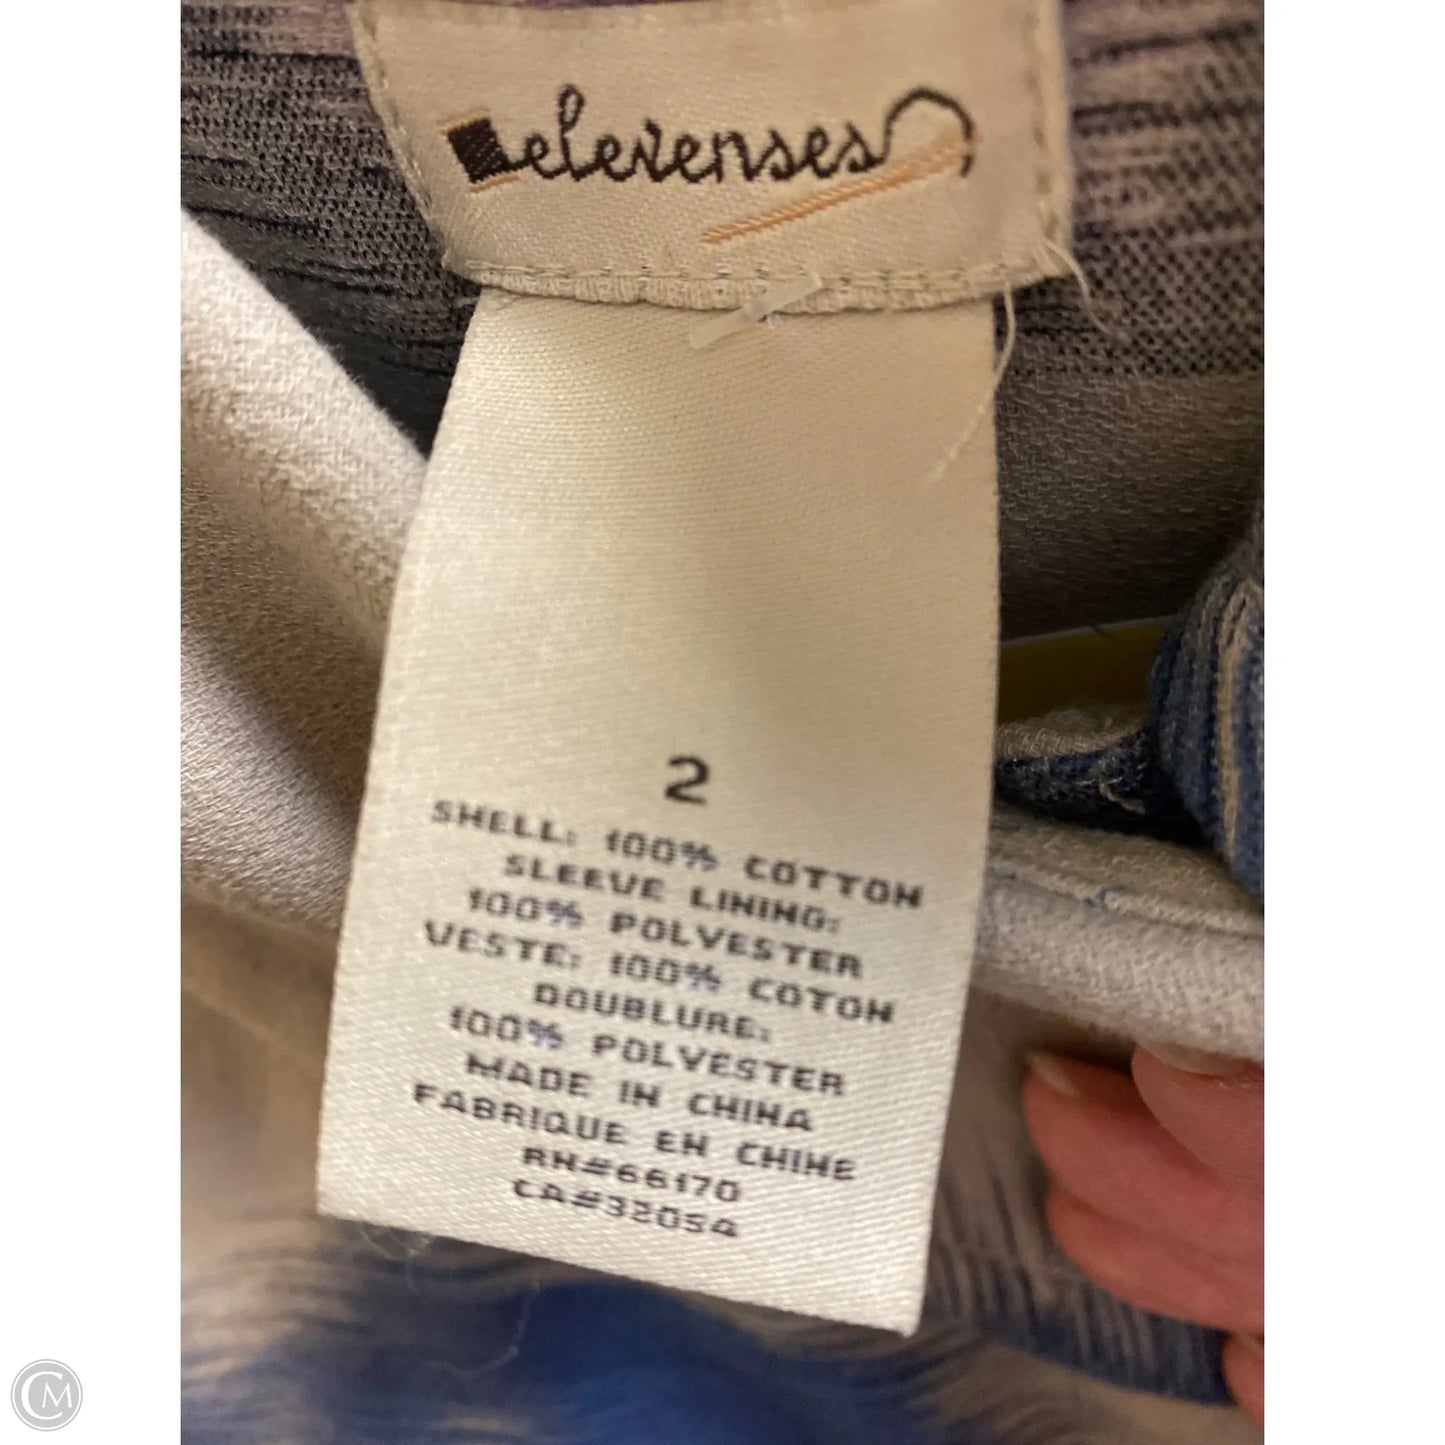 elevenses
2
SHELL: 100% COTTON
SLEEVE LINING:
100% POLYESTER
VESTE: 100% COTON
DOUBLURE:
100% POLYESTER
MADE IN CHINA
FABRIQUE EN CHINE
RN#66170
CA#32054
CM